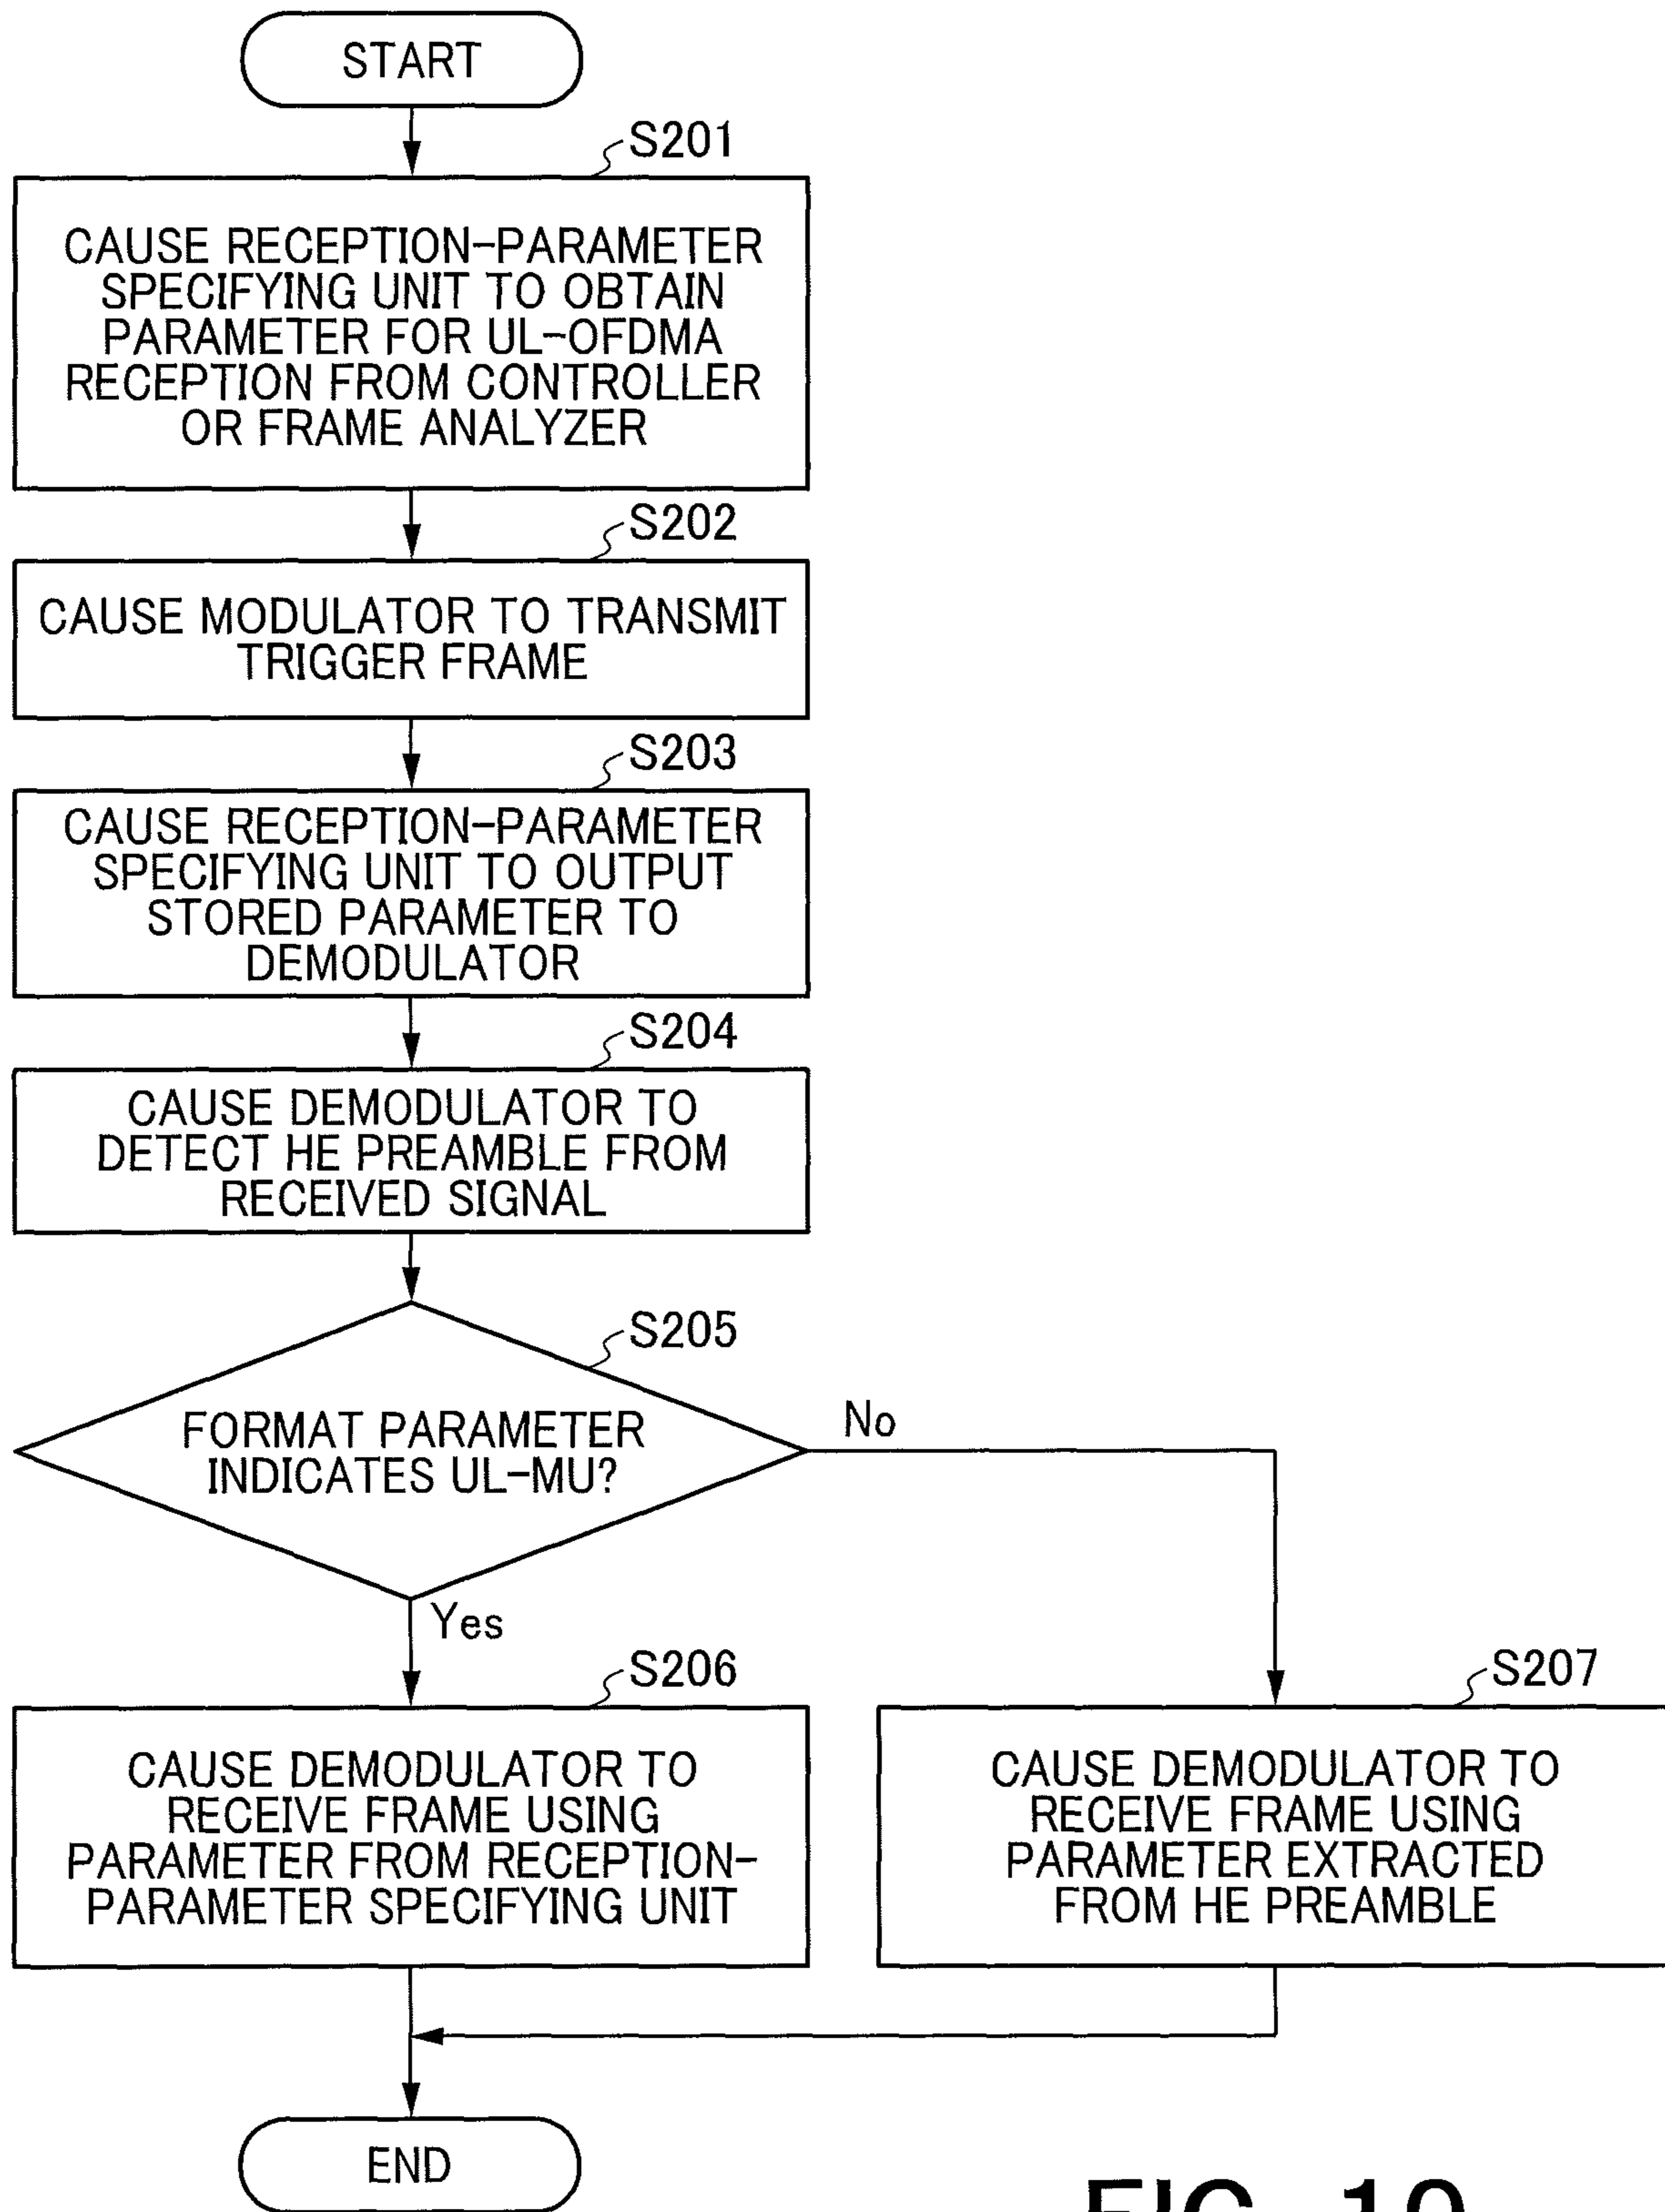 START
S201
CAUSE RECEPTION-PARAMETER
SPECIFYING UNIT TO OBTAIN
PARAMETER FOR UL-OFDMA
RECEPTION FROM CONTROLLER
OR FRAME ANALYZER
S202
CAUSE MODULATOR TO TRANSMIT
TRIGGER FRAME
S203
CAUSE RECEPTION-PARAMETER
SPECIFYING UNIT TO OUTPUT
STORED PARAMETER TO
DEMODULATOR
S204
CAUSE DEMODULATOR TO
DETECT HE PREAMBLE FROM
RECEIVED SIGNAL
S205
FORMAT PARAMETER
INDICATES UL-MU?
No
Yes
S206
CAUSE DEMODULATOR TO
RECEIVE FRAME USING
PARAMETER FROM RECEPTION-
PARAMETER SPECIFYING UNIT
S207
CAUSE DEMODULATOR TO
RECEIVE FRAME USING
PARAMETER EXTRACTED
FROM HE PREAMBLE
END